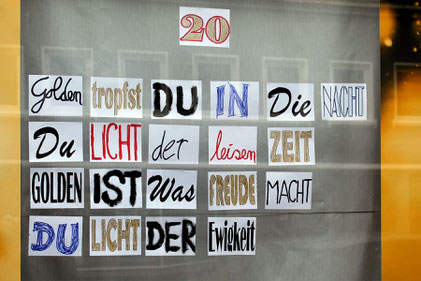 20
Golden tropfst DU IN Die NACHT
Du LICHT der leisen ZEIT
GOLDEN IST Was FREUDE MACHT
DU LICHT DER Ewigkeit